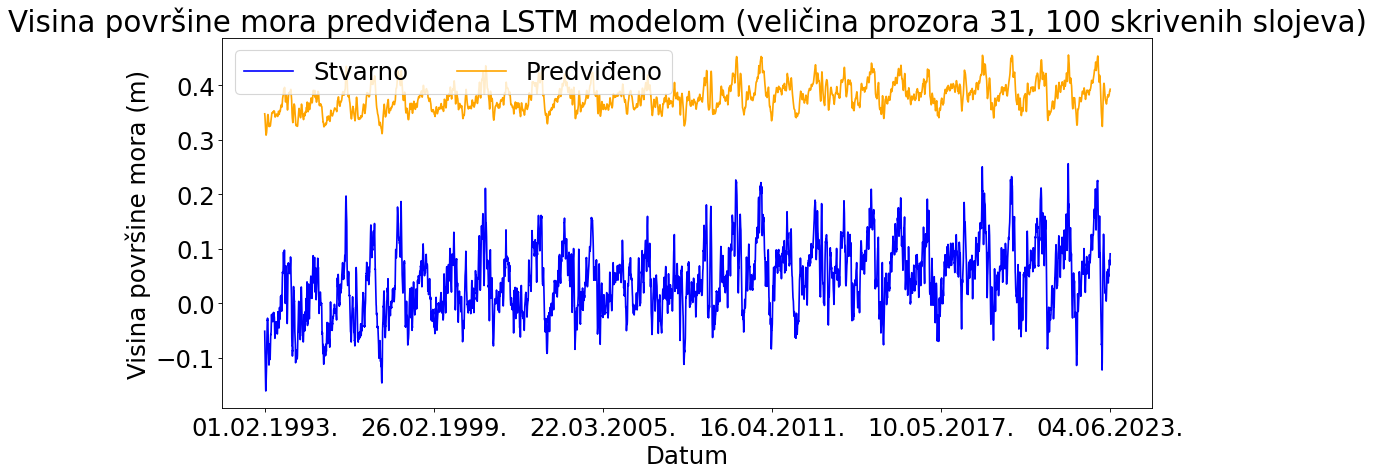 Visina površine mora predviđena LSTM modelom (veličina prozora 31, 100 skrivenih slojeva)
Stvarno
Predviđeno
Visina površine mora (m)
0.4
0.3
0.2
0.1
0.0
−0.1
01.02.1993.
26.02.1999.
22.03.2005.
16.04.2011.
10.05.2017.
04.06.2023.
Datum